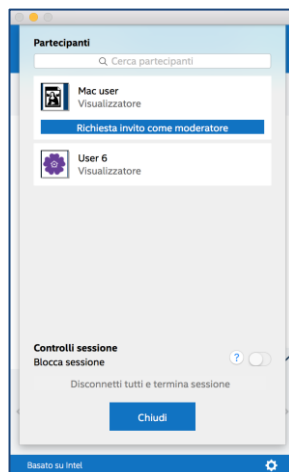 Partecipanti
Cerca partecipanti
Mac user
Visualizzatore
Richiesta invito come moderatore
User 6
Visualizzatore
Controlli sessione
Blocca sessione
?
Disconnetti tutti e termina sessione
Chiudi
Basato su Intel